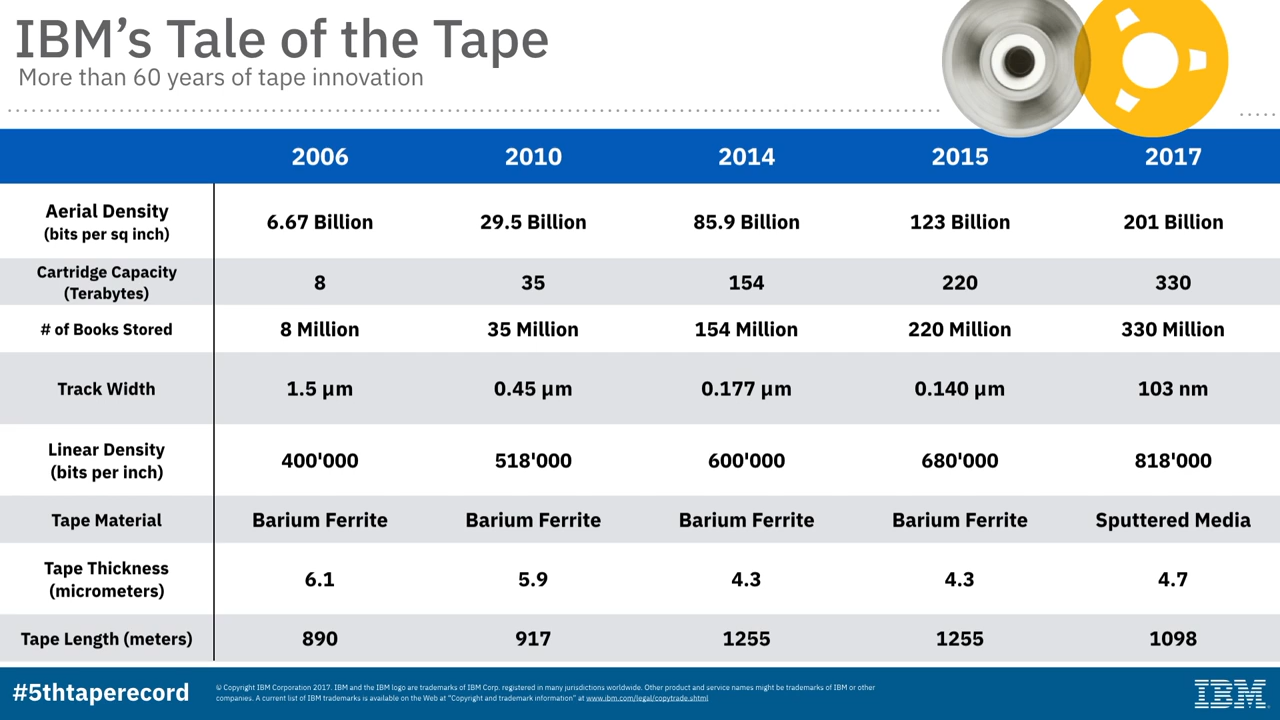 IBM’s Tale of the Tape
More than 60 years of tape innovation
2006 2010 2014 2015 2017
Aerial Density
(bits per sq inch)
6.67 Billion 29.5 Billion 85.9 Billion 123 Billion 201 Billion
Cartridge Capacity
(Terabytes)
8 35 154 220 330
# of Books Stored 8 Million 35 Million 154 Million 220 Million 330 Million
Track Width 1.5 µm 0.45 µm 0.177 µm 0.140 µm 103 nm
Linear Density
(bits per inch)
400'000 518'000 600'000 680'000 818'000
Tape Material Barium Ferrite Barium Ferrite Barium Ferrite Barium Ferrite Sputtered Media
Tape Thickness
(micrometers)
6.1 5.9 4.3 4.3 4.7
Tape Length (meters) 890 917 1255 1255 1098
#5thtaperecord
© Copyright IBM Corporation 2017. IBM and the IBM logo are trademarks of IBM Corp. registered in many jurisdictions worldwide. Other product and service names might be trademarks of IBM or other
companies. A current list of IBM trademarks is available on the Web at “Copyright and trademark information” at www.ibm.com/legal/copytrade.shtml
IBM®